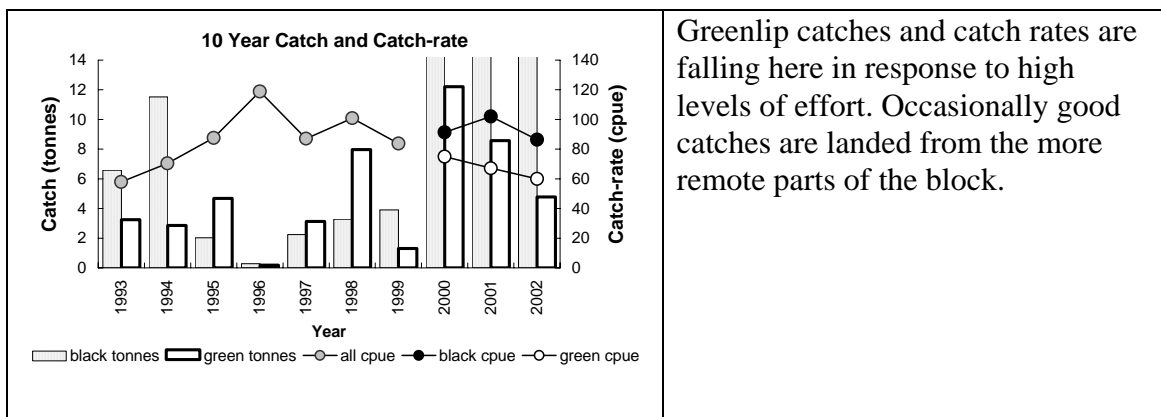 10 Year Catch and Catch-rate
14
12
10
8
6
4
2
0
Catch (tonnes)
140
120
100
80
60
40
20
0
Catch-rate (cpue)
1993
1994
1995
1996
1997
1998
1999
2000
2001
2002
Year
black tonnes green tonnes all cpue black cpue green cpue
Greenlip catches and catch rates are
falling here in response to high
levels of effort. Occasionally good
catches are landed from the more
remote parts of the block.